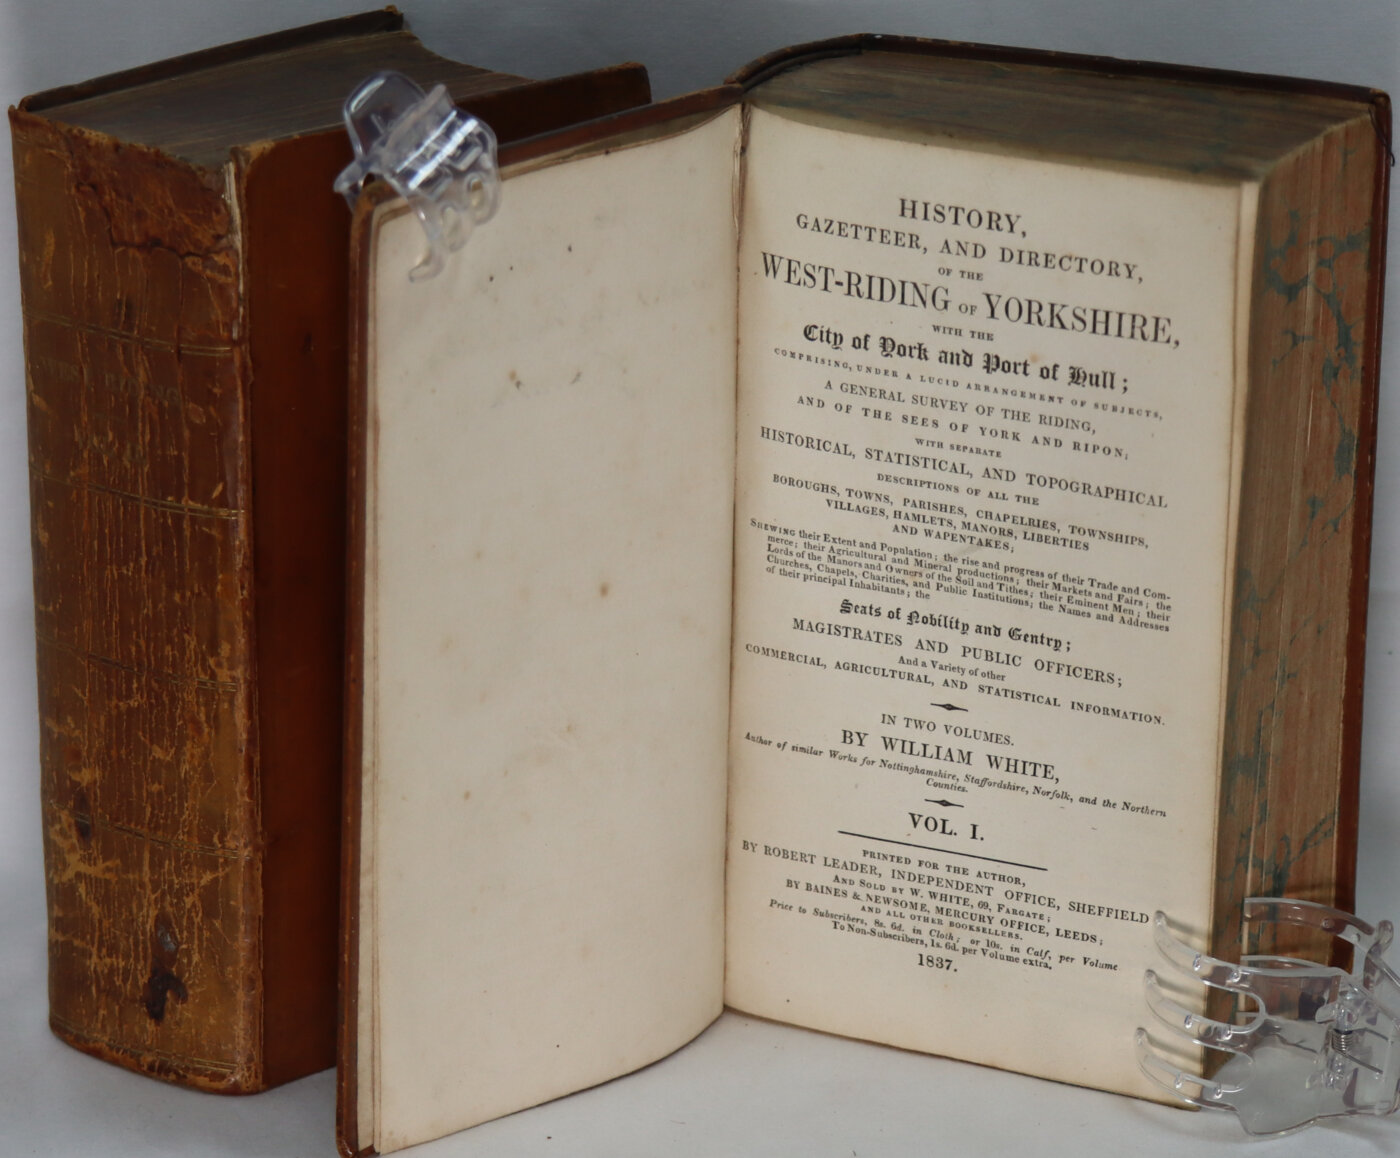 WEST RIDING
HISTORY,
GAZETTEER, AND DIRECTORY,
OF THE
WEST-RIDING OF YORKSHIRE,
WITH THE
City of York and Port of Hull;
COMPRISING, UNDER A LUCID ARRANGEMENT OF SUBJECTS,
A GENERAL SURVEY OF THE RIDING,
AND OF THE SEES OF YORK AND RIPON;
WITH SEPARATE
HISTORICAL, STATISTICAL, AND TOPOGRAPHICAL
DESCRIPTIONS OF ALL THE
BOROUGHS, TOWNS, PARISHES, CHAPELRIES, TOWNSHIPS,
VILLAGES, HAMLETS, MANORS, LIBERTIES
AND WAPENTAKES;
SHEWING their Extent and Population; the rise and progress of their Trade and Com-
merce; their Agricultural and Mineral productions; their Markets and Fairs; the
Lords of the Manors and Owners of the Soil and Tithes; their Eminent Men; their
Churches, Chapels, Charities, and Public Institutions; the Names and Addresses
of their principal Inhabitants; the
Seats of Nobility and Gentry;
MAGISTRATES AND PUBLIC OFFICERS;
And a Variety of other
COMMERCIAL, AGRICULTURAL, AND STATISTICAL INFORMATION.
IN TWO VOLUMES.
BY WILLIAM WHITE,
Author of similar Works for Nottinghamshire, Staffordshire, Norfolk, and the Northern
Counties.
VOL. I.
PRINTED FOR THE AUTHOR,
BY ROBERT LEADER, INDEPENDENT OFFICE, SHEFFIELD
AND SOLD BY W. WHITE, 69, FARGATE;
BY BAINES & NEWSOME, MERCURY OFFICE, LEEDS;
AND ALL OTHER BOOKSELLERS.
Price to Subscribers, 8s. 6d. in Cloth; or 10s. in Calf, per Volume
To Non-Subscribers, 1s. 6d. per Volume extra.
1837.